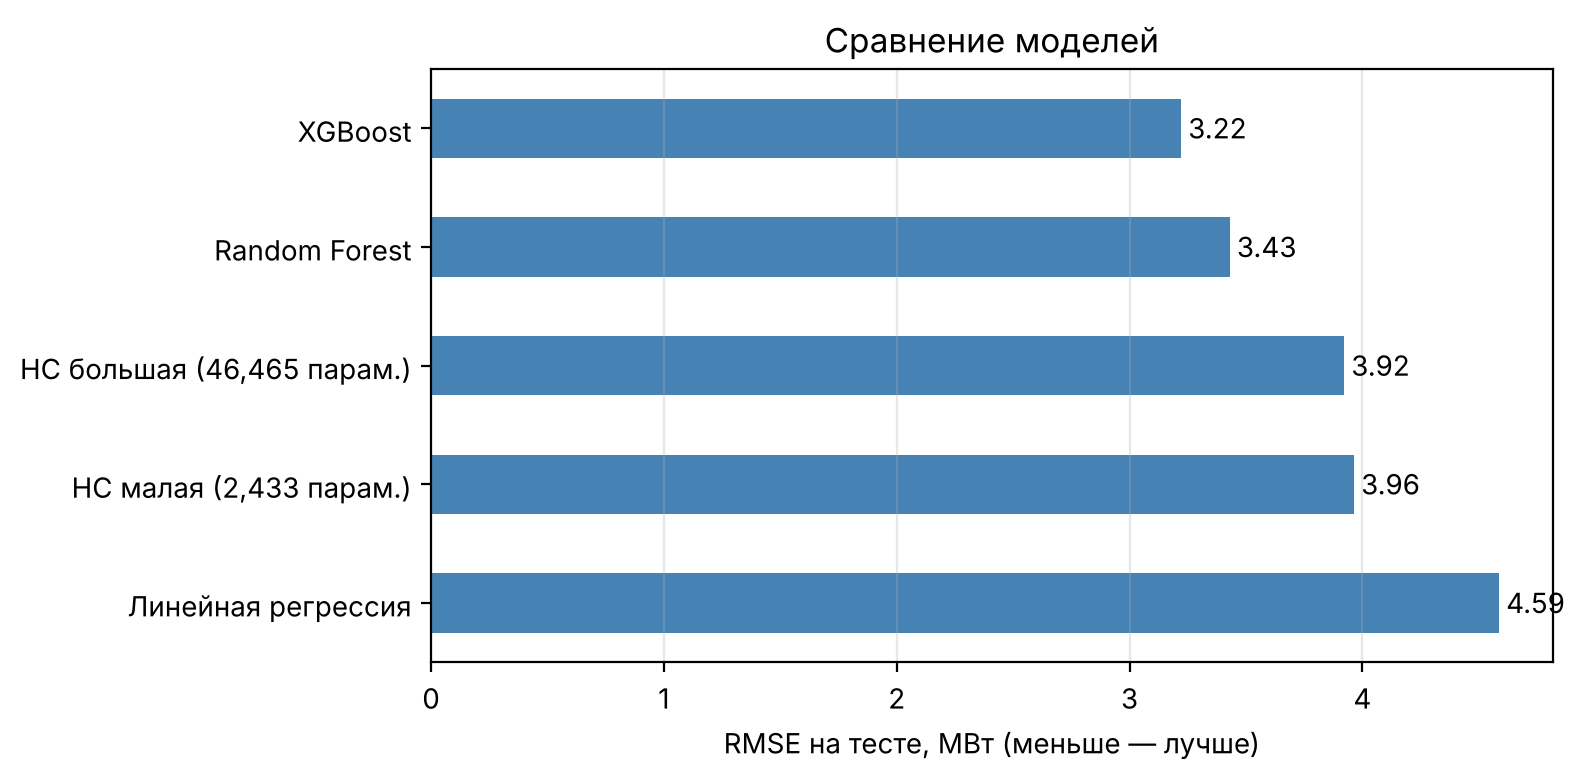 Сравнение моделей
XGBoost
3.22
Random Forest
3.43
НС большая (46,465 парам.)
3.92
НС малая (2,433 парам.)
3.96
Линейная регрессия
4.59
0 1 2 3 4
RMSE на тесте, МВт (меньше — лучше)